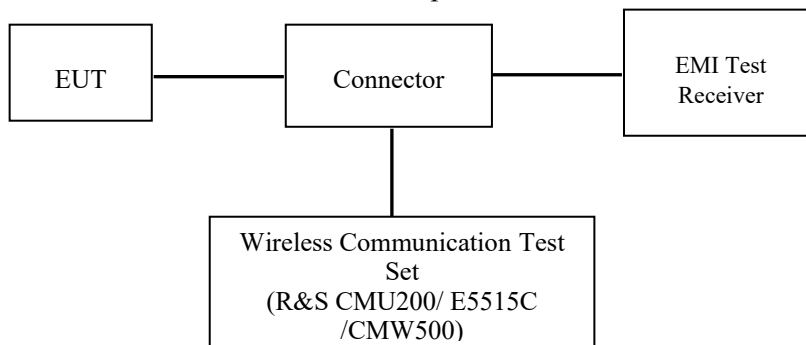 EUT
Connector
EMI Test
Receiver
Wireless Communication Test
Set
(R&S CMU200/ E5515C
/CMW500)